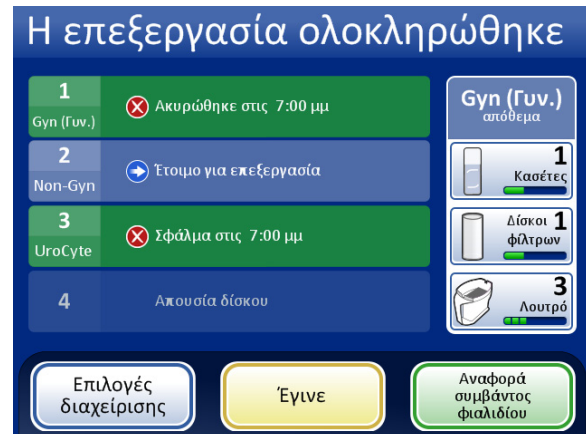 Η επεξεργασία ολοκληρώθηκε
1
Gyn (Γυν.)
Ακυρώθηκε στις 7:00 μμ
2
Non-Gyn
Έτοιμο για επεξεργασία
3
UroCyte
Σφάλμα στις 7:00 μμ
4
Απουσία δίσκου
Gyn (Γυν.)
απόθεμα
1
Κασέτες
Δίσκοι 1
φίλτρων
3
Λουτρό
Επιλογές
διαχείρισης
Έγινε
Αναφορά
συμβάντος
φιαλιδίου